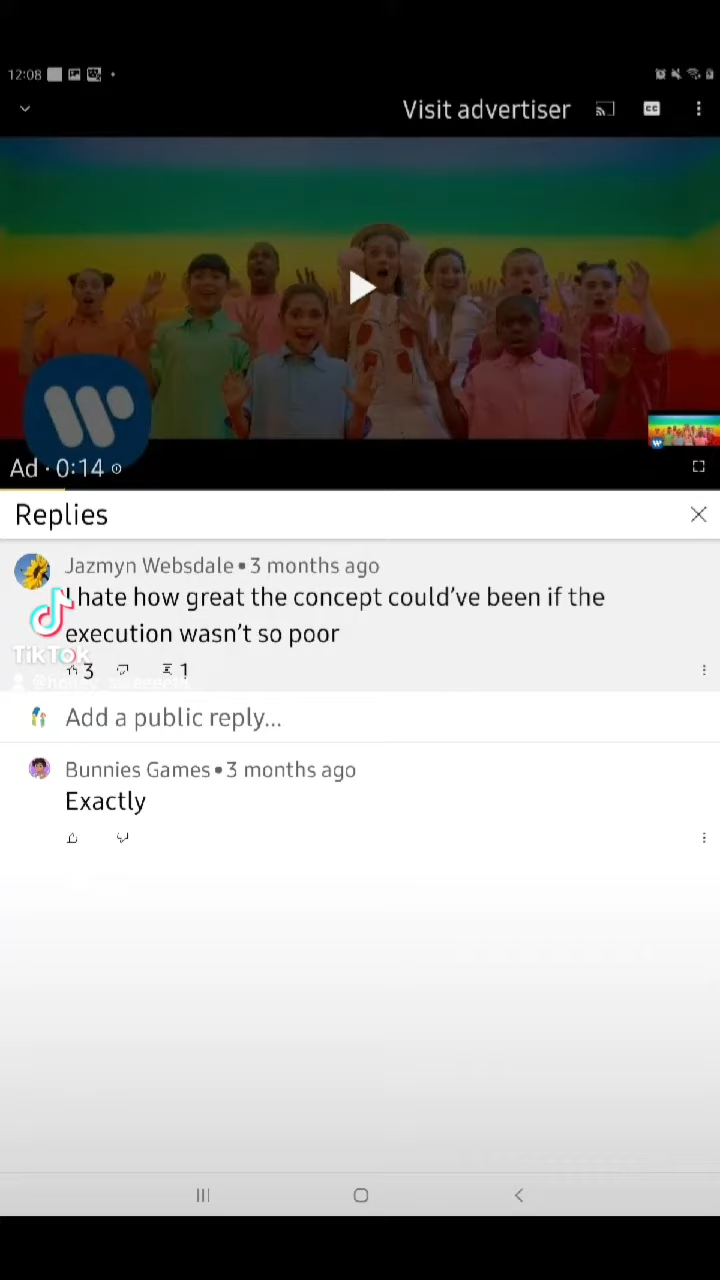 12:08
Visit advertiser
CC
Ad · 0:14
Replies
Jazmyn Websdale • 3 months ago
I hate how great the concept could've been if the
execution wasn't so poor
3 1
TikTok
Add a public reply...
Bunnies Games • 3 months ago
Exactly